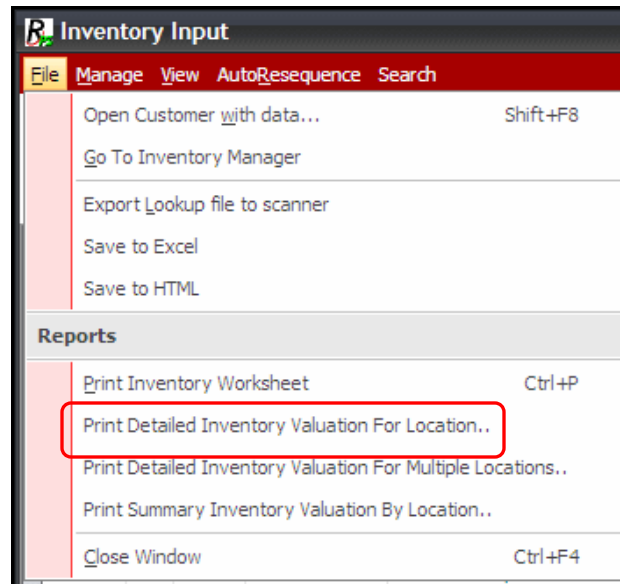 R Inventory Input
File Manage View AutoResequence Search
Open Customer with data... Shift+F8
Go To Inventory Manager
Export Lookup file to scanner
Save to Excel
Save to HTML
Reports
Print Inventory Worksheet Ctrl+P
Print Detailed Inventory Valuation For Location..
Print Detailed Inventory Valuation For Multiple Locations..
Print Summary Inventory Valuation By Location..
Close Window Ctrl+F4